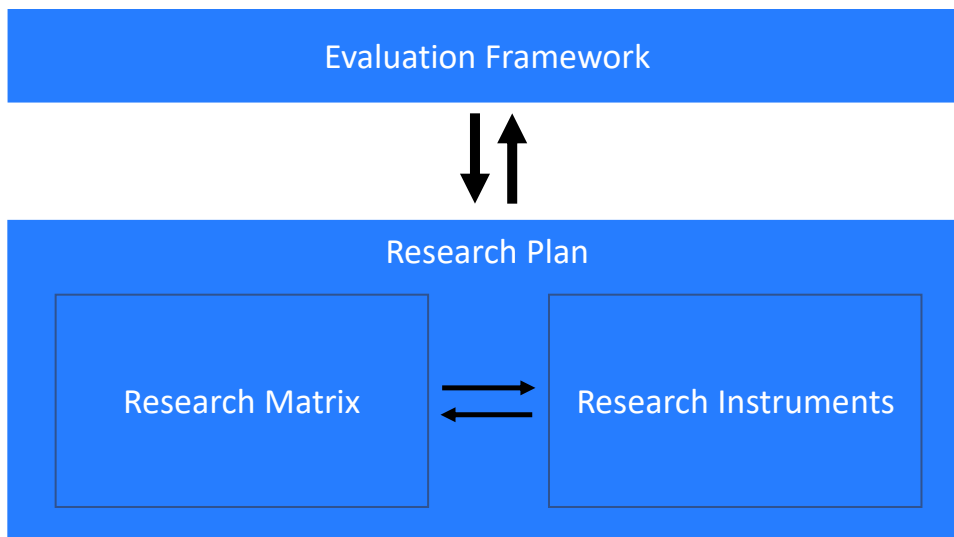 Evaluation Framework
Research Plan
Research Matrix
Research Instruments